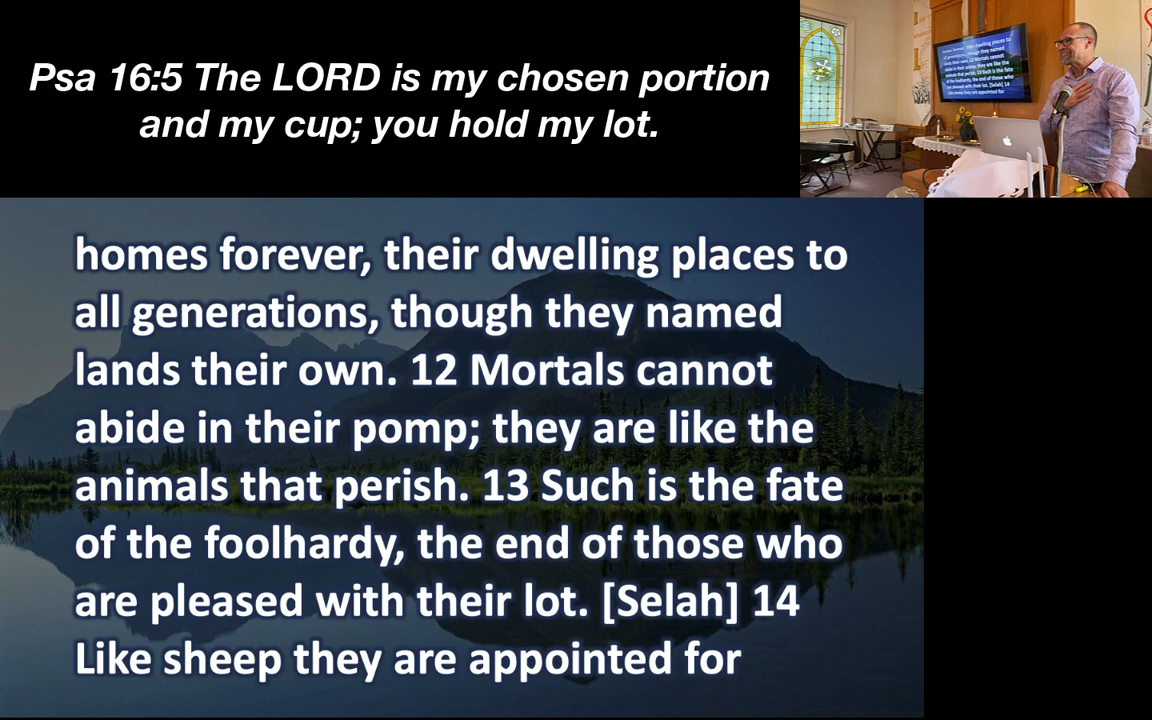 Psa 16:5 The LORD is my chosen portion
and my cup; you hold my lot.
homes forever, their dwelling places to
all generations, though they named
lands their own. 12 Mortals cannot
abide in their pomp; they are like the
animals that perish. 13 Such is the fate
of the foolhardy, the end of those who
are pleased with their lot. [Selah] 14
Like sheep they are appointed for